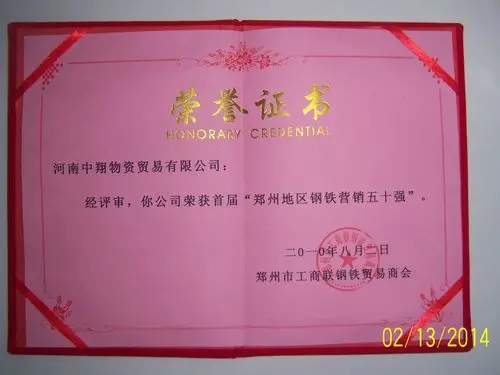 荣誉证书
HONORARY CREDENTIAL
河南中翔物资贸易有限公司：
经评审，你公司荣获首届“郑州地区钢铁营销五十强”。
二〇一〇年八月二日
郑州市工商联钢铁贸易商会
02/13/2014